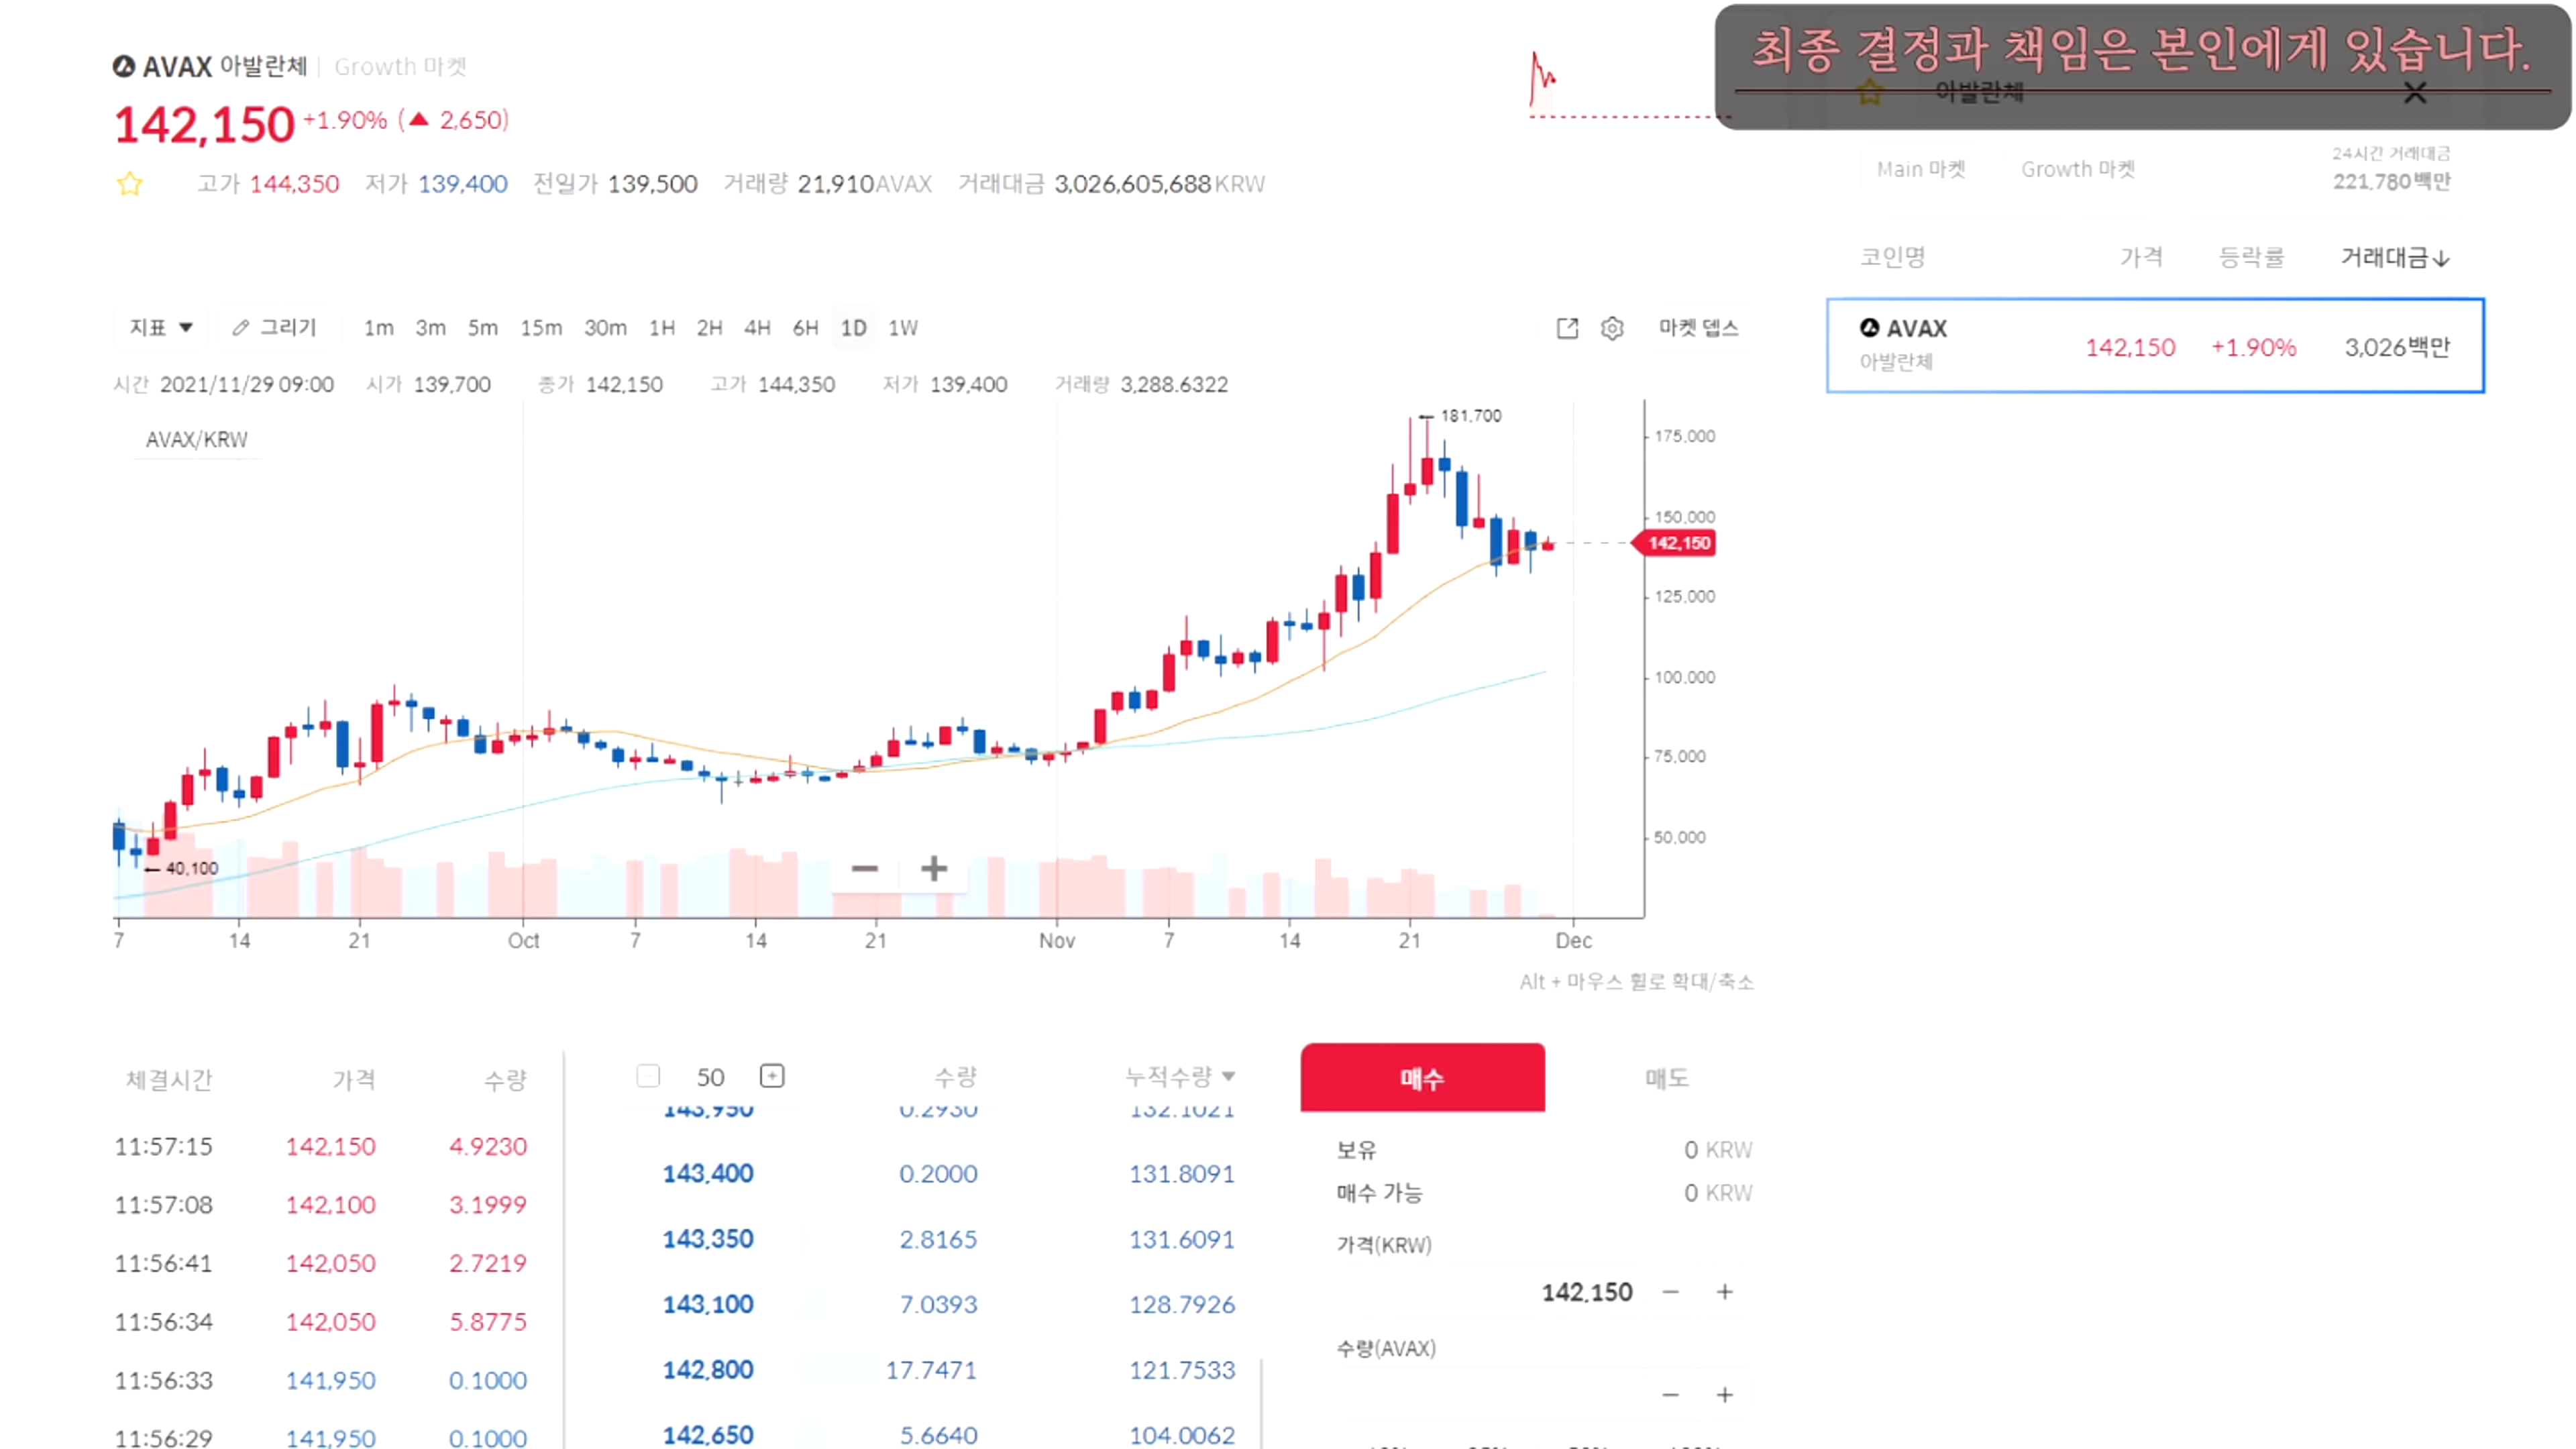 최종 결정과 책임은 본인에게 있습니다.
AVAX 아발란체 Growth 마켓
아발란체
142,150 +1.90% (▲ 2,650)
고가 144,350 저가 139,400 전일가 139,500 거래량 21,910AVAX 거래대금 3,026,605,688KRW
Main 마켓 Growth 마켓
24시간 거래대금
221,780백만
코인명 가격 등락률 거래대금↓
AVAX 142,150 +1.90% 3,026백만
아발란체
지표 ▼ 그리기 1m 3m 5m 15m 30m 1H 2H 4H 6H 1D 1W 마켓 뎁스
시간 2021/11/29 09:00 시가 139,700 종가 142,150 고가 144,350 저가 139,400 거래량 3,288.6322
AVAX/KRW
← 181,700
175,000
150,000
142,150
125,000
100,000
75,000
50,000
← 40,100
− +
7 14 21 Oct 7 14 21 Nov 7 14 21 Dec
Alt + 마우스 휠로 확대/축소
체결시간 가격 수량
11:57:15 142,150 4.9230
11:57:08 142,100 3.1999
11:56:41 142,050 2.7219
11:56:34 142,050 5.8775
11:56:33 141,950 0.1000
11:56:29 141,950 0.1000
− 50 + 수량 누적수량 ▼
143,950 0.2930 132.1021
143,400 0.2000 131.8091
143,350 2.8165 131.6091
143,100 7.0393 128.7926
142,800 17.7471 121.7533
142,650 5.6640 104.0062
매수 매도
보유 0 KRW
매수 가능 0 KRW
가격(KRW)
142,150 − +
수량(AVAX)
− +